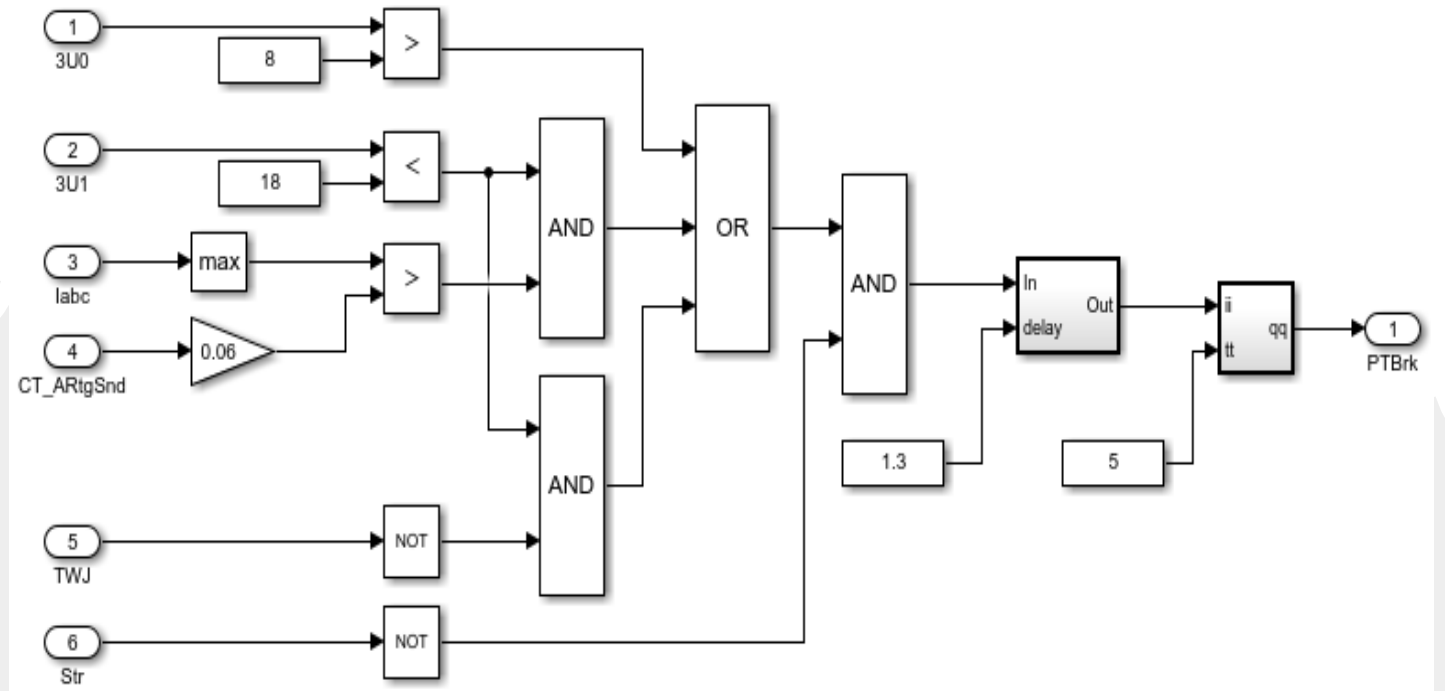 1
3U0
8
>
2
3U1
18
<
AND
OR
3
Iabc
max
>
AND
4
CT_ARtgSnd
0.06
In
delay
Out
ii
tt
qq
1
PTBrk
AND
1.3
5
5
TWJ
NOT
6
Str
NOT